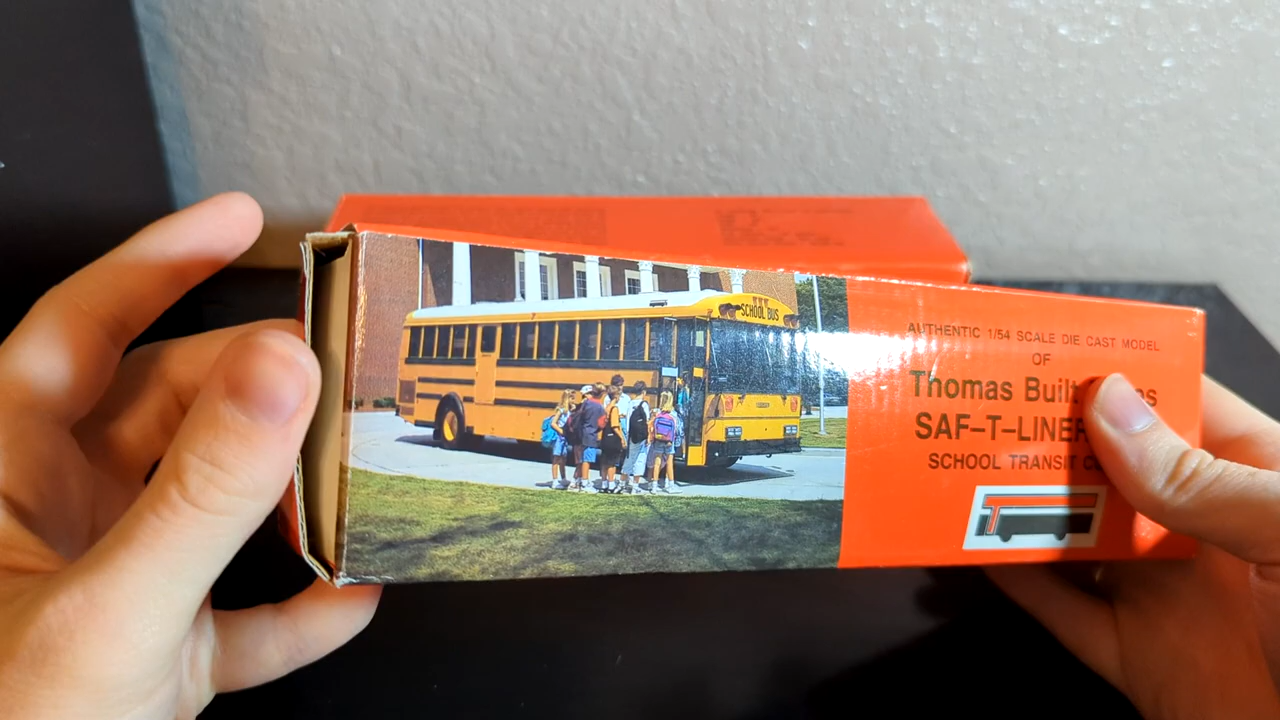 SCHOOL BUS
AUTHENTIC 1/54 SCALE DIE CAST MODEL
OF
Thomas Built
SAF-T-LINER
SCHOOL TRANSIT